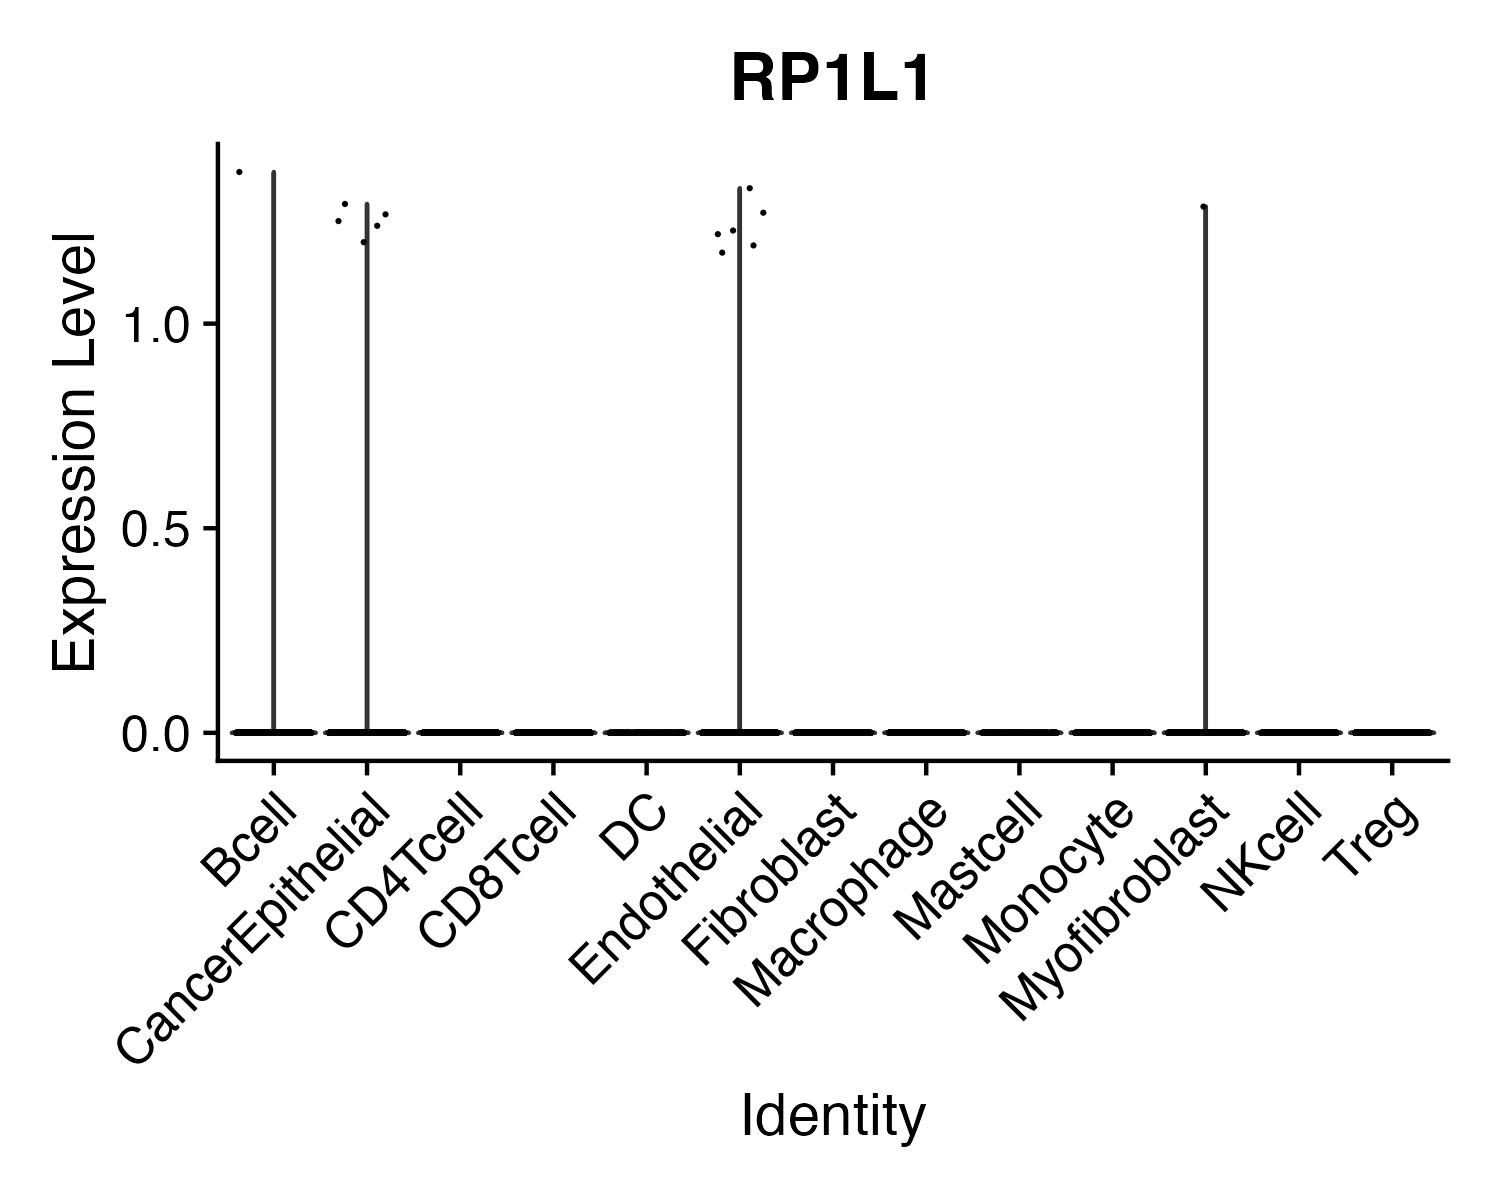 RP1L1
Expression Level
1.0
0.5
0.0
Bcell
CancerEpithelial
CD4Tcell
CD8Tcell
DC
Endothelial
Fibroblast
Macrophage
Mastcell
Monocyte
Myofibroblast
NKcell
Treg
Identity